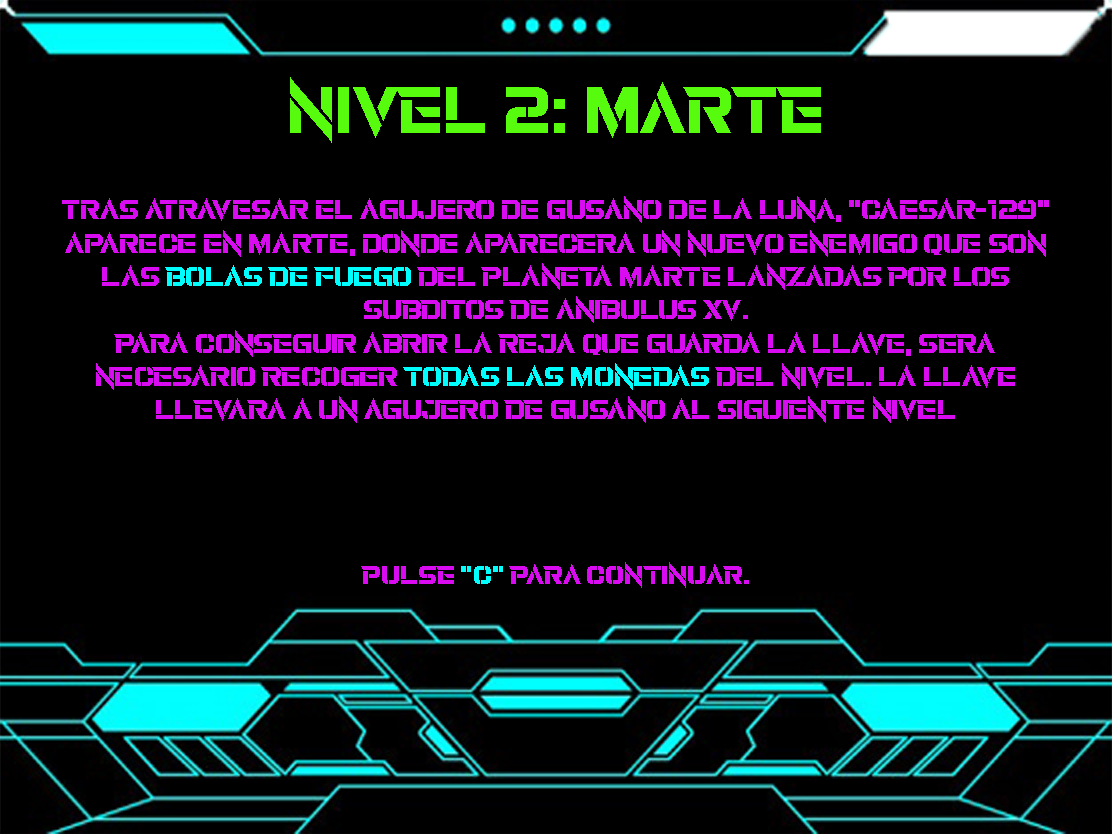 NIVEL 2: MARTE
TRAS ATRAVESAR EL AGUJERO DE GUSANO DE LA LUNA, "CAESAR-129"
APARECE EN MARTE, DONDE APARECERA UN NUEVO ENEMIGO QUE SON
LAS BOLAS DE FUEGO DEL PLANETA MARTE LANZADAS POR LOS
SUBDITOS DE ANIBULUS XV.
PARA CONSEGUIR ABRIR LA REJA QUE GUARDA LA LLAVE, SERA
NECESARIO RECOGER TODAS LAS MONEDAS DEL NIVEL. LA LLAVE
LLEVARA A UN AGUJERO DE GUSANO AL SIGUIENTE NIVEL
PULSE "C" PARA CONTINUAR.